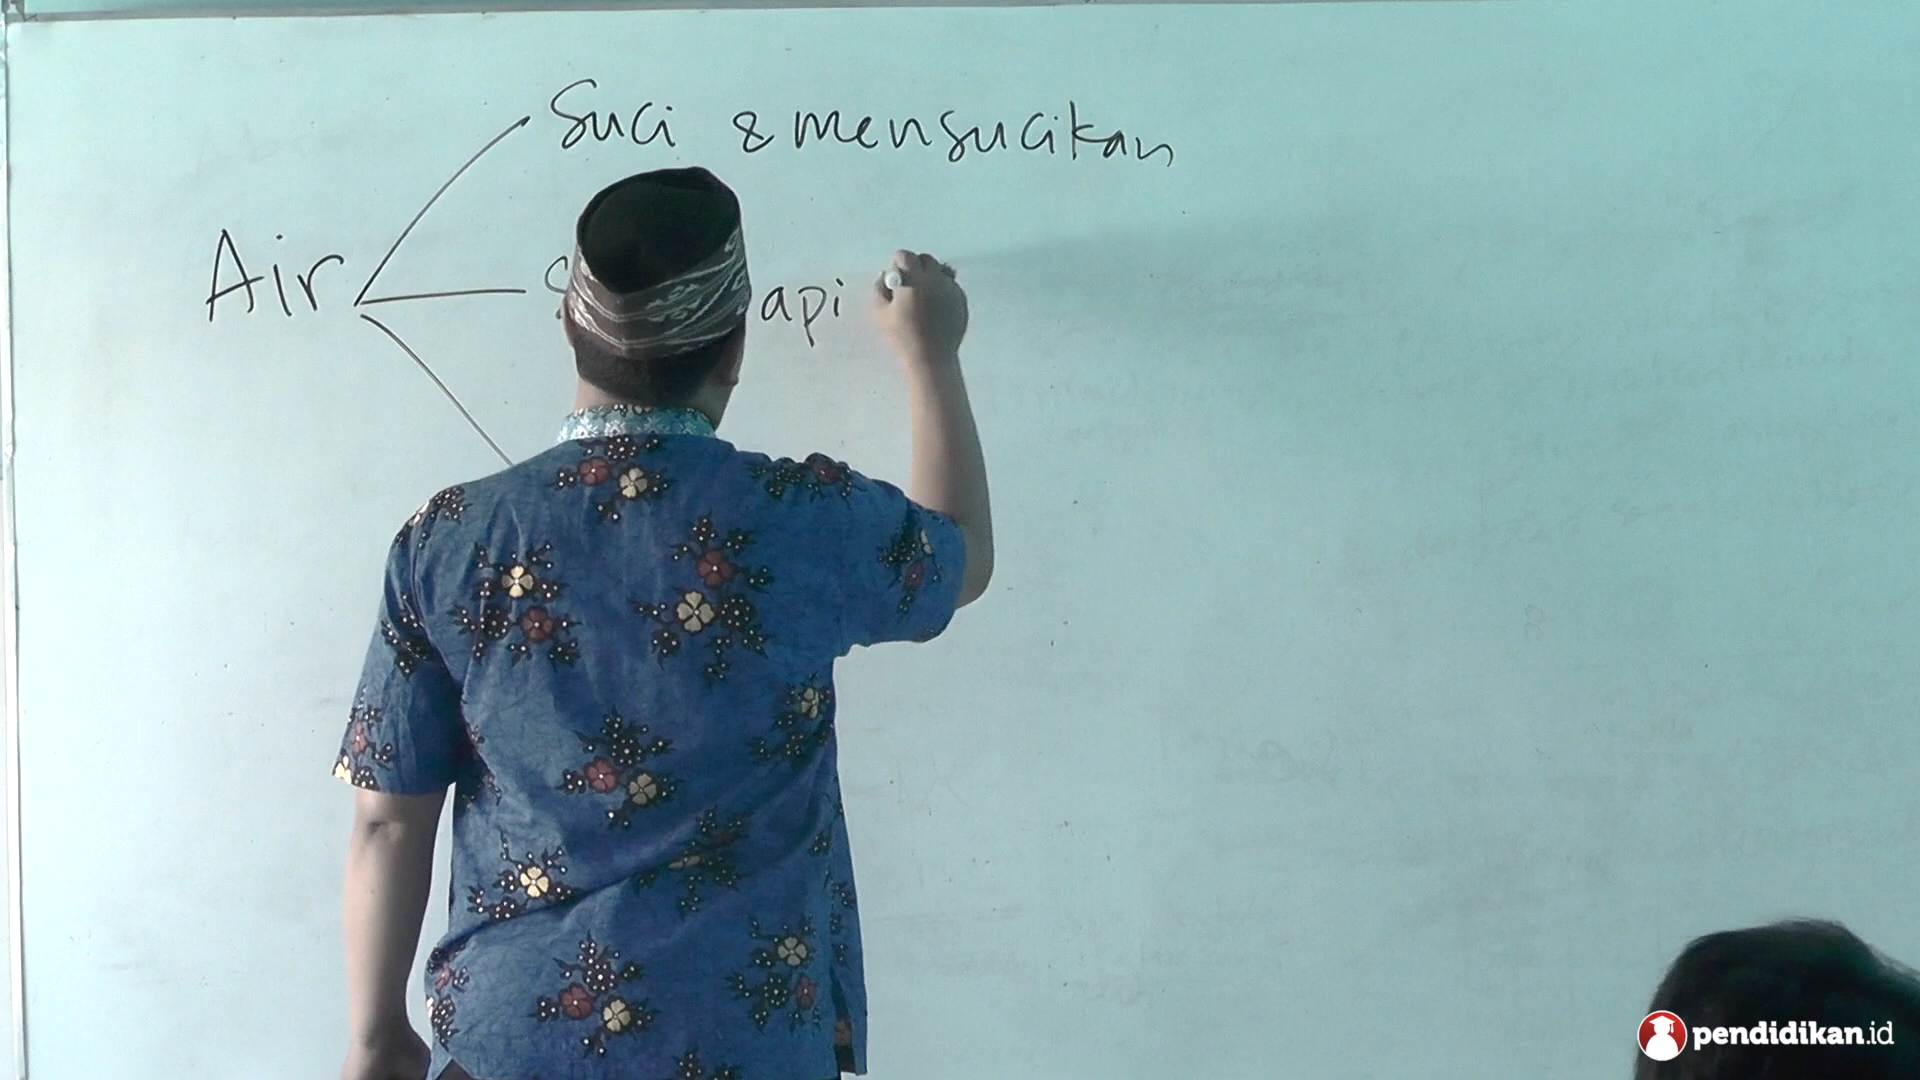 Suci & mensucikan
Air
api
pendidikan.id